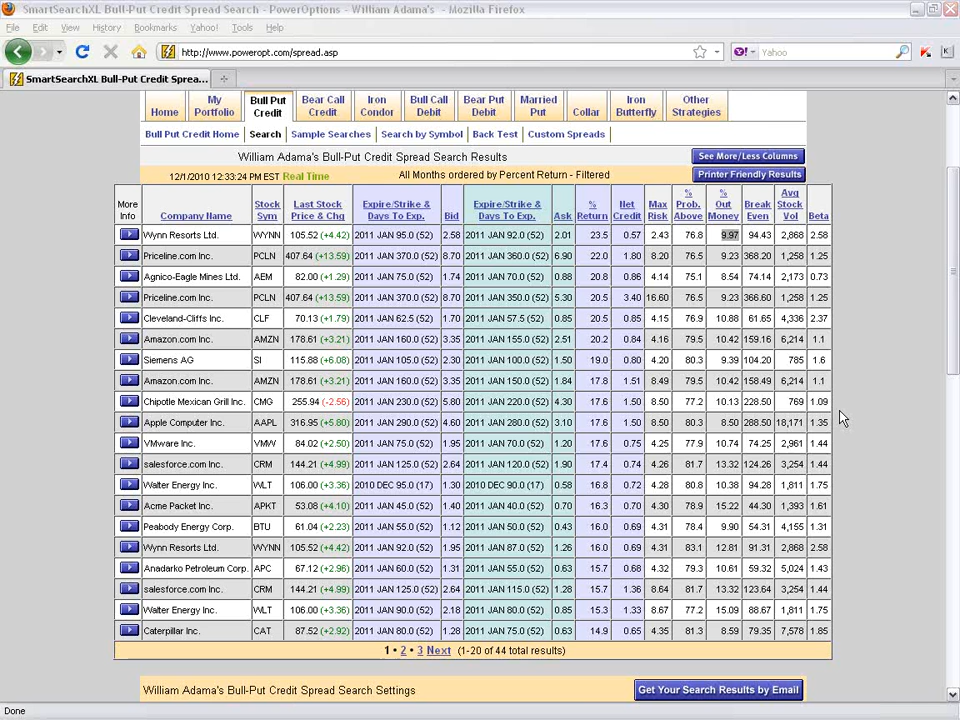 SmartSearchXL Bull-Put Credit Spread Search - PowerOptions - William Adama's - Mozilla Firefox
File Edit View History Bookmarks Yahoo! Tools Help
http://www.poweropt.com/spread.asp
Y! Yahoo
SmartSearchXL Bull-Put Credit Sprea...
Home My Portfolio Bull Put Credit Bear Call Credit Iron Condor Bull Call Debit Bear Put Debit Married Put Collar Iron Butterfly Other Strategies
Bull Put Credit Home Search Sample Searches Search by Symbol Back Test Custom Spreads
William Adama's Bull-Put Credit Spread Search Results See More/Less Columns
12/1/2010 12:33:24 PM EST Real Time All Months ordered by Percent Return - Filtered Printer Friendly Results
More Info Company Name Stock Sym Last Stock Price & Chg Expire/Strike & Days To Exp. Bid Expire/Strike & Days To Exp. Ask % Return Net Credit Max Risk % Prob. Above % Out Money Break Even Avg Stock Vol Beta
Wynn Resorts Ltd. WYNN 105.52 (+4.42) 2011 JAN 95.0 (52) 2.58 2011 JAN 92.0 (52) 2.01 23.5 0.57 2.43 76.8 9.97 94.43 2,868 2.58
Priceline.com Inc. PCLN 407.64 (+13.59) 2011 JAN 370.0 (52) 8.70 2011 JAN 360.0 (52) 6.90 22.0 1.80 8.20 76.5 9.23 368.20 1,258 1.25
Agnico-Eagle Mines Ltd. AEM 82.00 (+1.29) 2011 JAN 75.0 (52) 1.74 2011 JAN 70.0 (52) 0.88 20.8 0.86 4.14 75.1 8.54 74.14 2,173 0.73
Priceline.com Inc. PCLN 407.64 (+13.59) 2011 JAN 370.0 (52) 8.70 2011 JAN 350.0 (52) 5.30 20.5 3.40 16.60 76.5 9.23 366.60 1,258 1.25
Cleveland-Cliffs Inc. CLF 70.13 (+1.79) 2011 JAN 62.5 (52) 1.70 2011 JAN 57.5 (52) 0.85 20.5 0.85 4.15 76.9 10.88 61.65 4,336 2.37
Amazon.com Inc. AMZN 178.61 (+3.21) 2011 JAN 160.0 (52) 3.35 2011 JAN 155.0 (52) 2.51 20.2 0.84 4.16 79.5 10.42 159.16 6,214 1.1
Siemens AG SI 115.88 (+6.08) 2011 JAN 105.0 (52) 2.30 2011 JAN 100.0 (52) 1.50 19.0 0.80 4.20 80.3 9.39 104.20 785 1.6
Amazon.com Inc. AMZN 178.61 (+3.21) 2011 JAN 160.0 (52) 3.35 2011 JAN 150.0 (52) 1.84 17.8 1.51 8.49 79.5 10.42 158.49 6,214 1.1
Chipotle Mexican Grill Inc. CMG 255.94 (-2.56) 2011 JAN 230.0 (52) 5.80 2011 JAN 220.0 (52) 4.30 17.6 1.50 8.50 77.2 10.13 228.50 769 1.09
Apple Computer Inc. AAPL 316.95 (+5.80) 2011 JAN 290.0 (52) 4.60 2011 JAN 280.0 (52) 3.10 17.6 1.50 8.50 80.3 8.50 288.50 18,171 1.35
VMware Inc. VMW 84.02 (+2.50) 2011 JAN 75.0 (52) 1.95 2011 JAN 70.0 (52) 1.20 17.6 0.75 4.25 77.9 10.74 74.25 2,961 1.44
salesforce.com Inc. CRM 144.21 (+4.99) 2011 JAN 125.0 (52) 2.64 2011 JAN 120.0 (52) 1.90 17.4 0.74 4.26 81.7 13.32 124.26 3,254 1.44
Walter Energy Inc. WLT 106.00 (+3.36) 2010 DEC 95.0 (17) 1.30 2010 DEC 90.0 (17) 0.58 16.8 0.72 4.28 80.8 10.38 94.28 1,811 1.75
Acme Packet Inc. APKT 53.08 (+4.10) 2011 JAN 45.0 (52) 1.40 2011 JAN 40.0 (52) 0.70 16.3 0.70 4.30 78.9 15.22 44.30 1,393 1.61
Peabody Energy Corp. BTU 61.04 (+2.23) 2011 JAN 55.0 (52) 1.12 2011 JAN 50.0 (52) 0.43 16.0 0.69 4.31 78.4 9.90 54.31 4,155 1.31
Wynn Resorts Ltd. WYNN 105.52 (+4.42) 2011 JAN 92.0 (52) 1.95 2011 JAN 87.0 (52) 1.26 16.0 0.69 4.31 83.1 12.81 91.31 2,868 2.58
Anadarko Petroleum Corp. APC 67.12 (+2.96) 2011 JAN 60.0 (52) 1.31 2011 JAN 55.0 (52) 0.63 15.7 0.68 4.32 79.3 10.61 59.32 5,024 1.43
salesforce.com Inc. CRM 144.21 (+4.99) 2011 JAN 125.0 (52) 2.64 2011 JAN 115.0 (52) 1.28 15.7 1.36 8.64 81.7 13.32 123.64 3,254 1.44
Walter Energy Inc. WLT 106.00 (+3.36) 2011 JAN 90.0 (52) 2.18 2011 JAN 80.0 (52) 0.85 15.3 1.33 8.67 77.2 15.09 88.67 1,811 1.75
Caterpillar Inc. CAT 87.52 (+2.92) 2011 JAN 80.0 (52) 1.28 2011 JAN 75.0 (52) 0.63 14.9 0.65 4.35 81.3 8.59 79.35 7,578 1.85
1 • 2 • 3 Next (1-20 of 44 total results)
William Adama's Bull-Put Credit Spread Search Settings Get Your Search Results by Email
Done